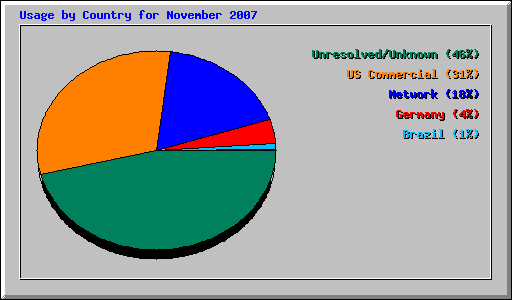 Usage by Country for November 2007
Unresolved/Unknown (46%)
US Commercial (31%)
Network (18%)
Germany (4%)
Brazil (1%)